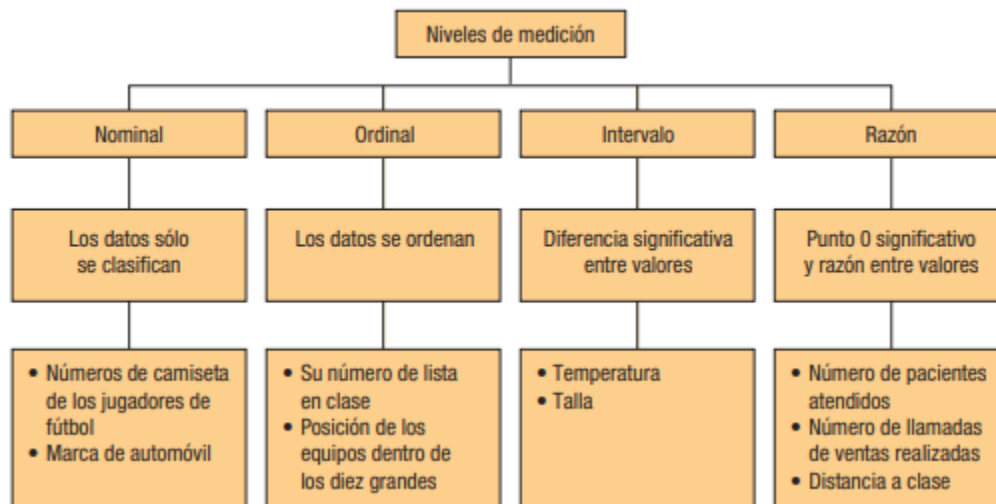 Niveles de medición
Nominal
Ordinal
Intervalo
Razón
Los datos sólo
se clasifican
Los datos se ordenan
Diferencia significativa
entre valores
Punto 0 significativo
y razón entre valores
• Números de camiseta
de los jugadores de
fútbol
• Marca de automóvil
• Su número de lista
en clase
• Posición de los
equipos dentro de
los diez grandes
• Temperatura
• Talla
• Número de pacientes
atendidos
• Número de llamadas
de ventas realizadas
• Distancia a clase